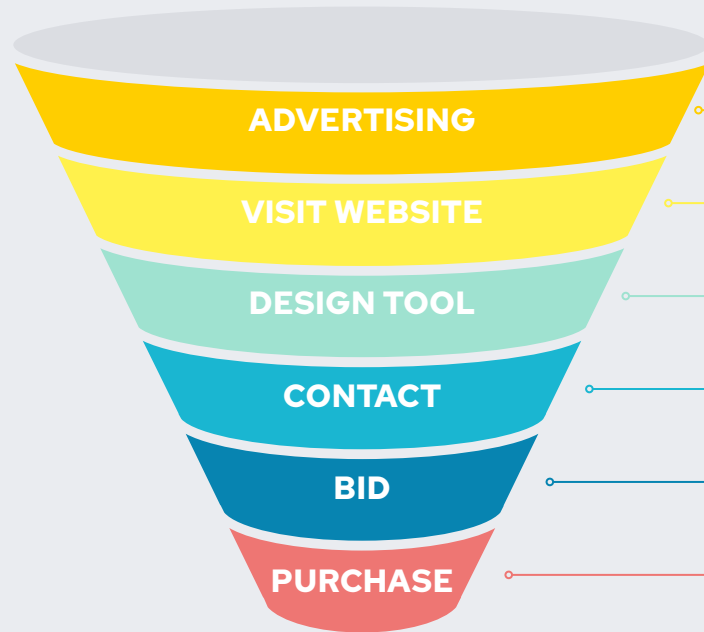 ADVERTISING
VISIT WEBSITE
DESIGN TOOL
CONTACT
BID
PURCHASE